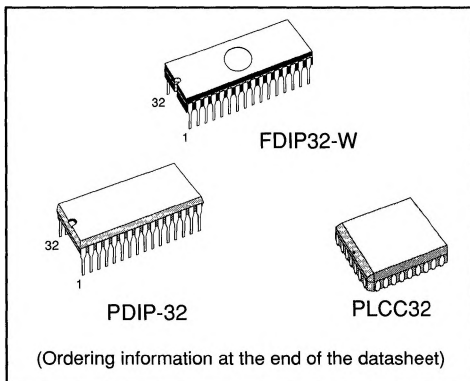 32
1
FDIP32-W
32
1
PDIP-32
PLCC32
(Ordering information at the end of the datasheet)